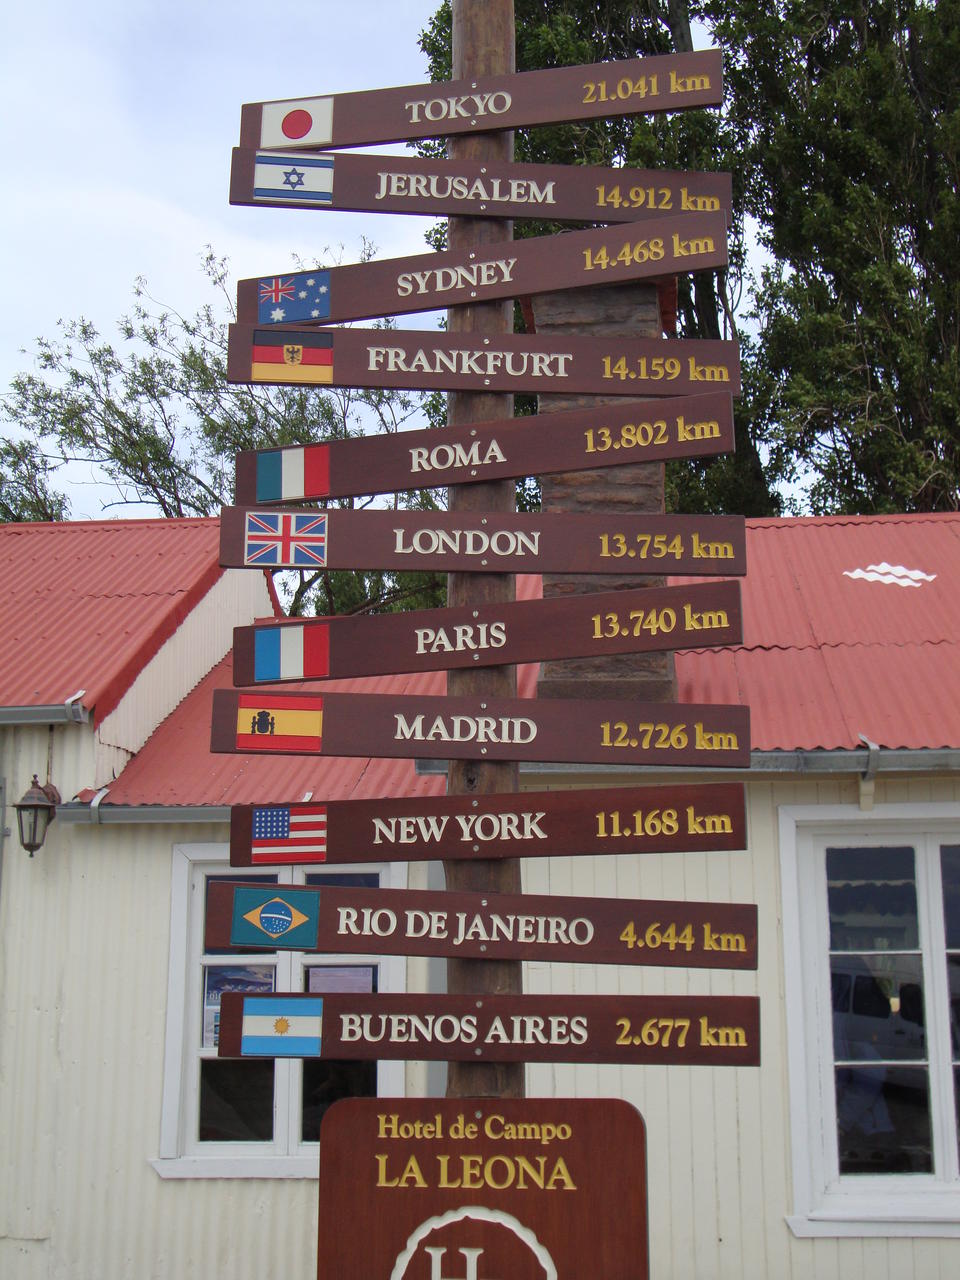 TOKYO 21.041 km
JERUSALEM 14.912 km
SYDNEY 14.468 km
FRANKFURT 14.159 km
ROMA 13.802 km
LONDON 13.754 km
PARIS 13.740 km
MADRID 12.726 km
NEW YORK 11.168 km
RIO DE JANEIRO 4.644 km
BUENOS AIRES 2.677 km
Hotel de Campo
LA LEONA
H